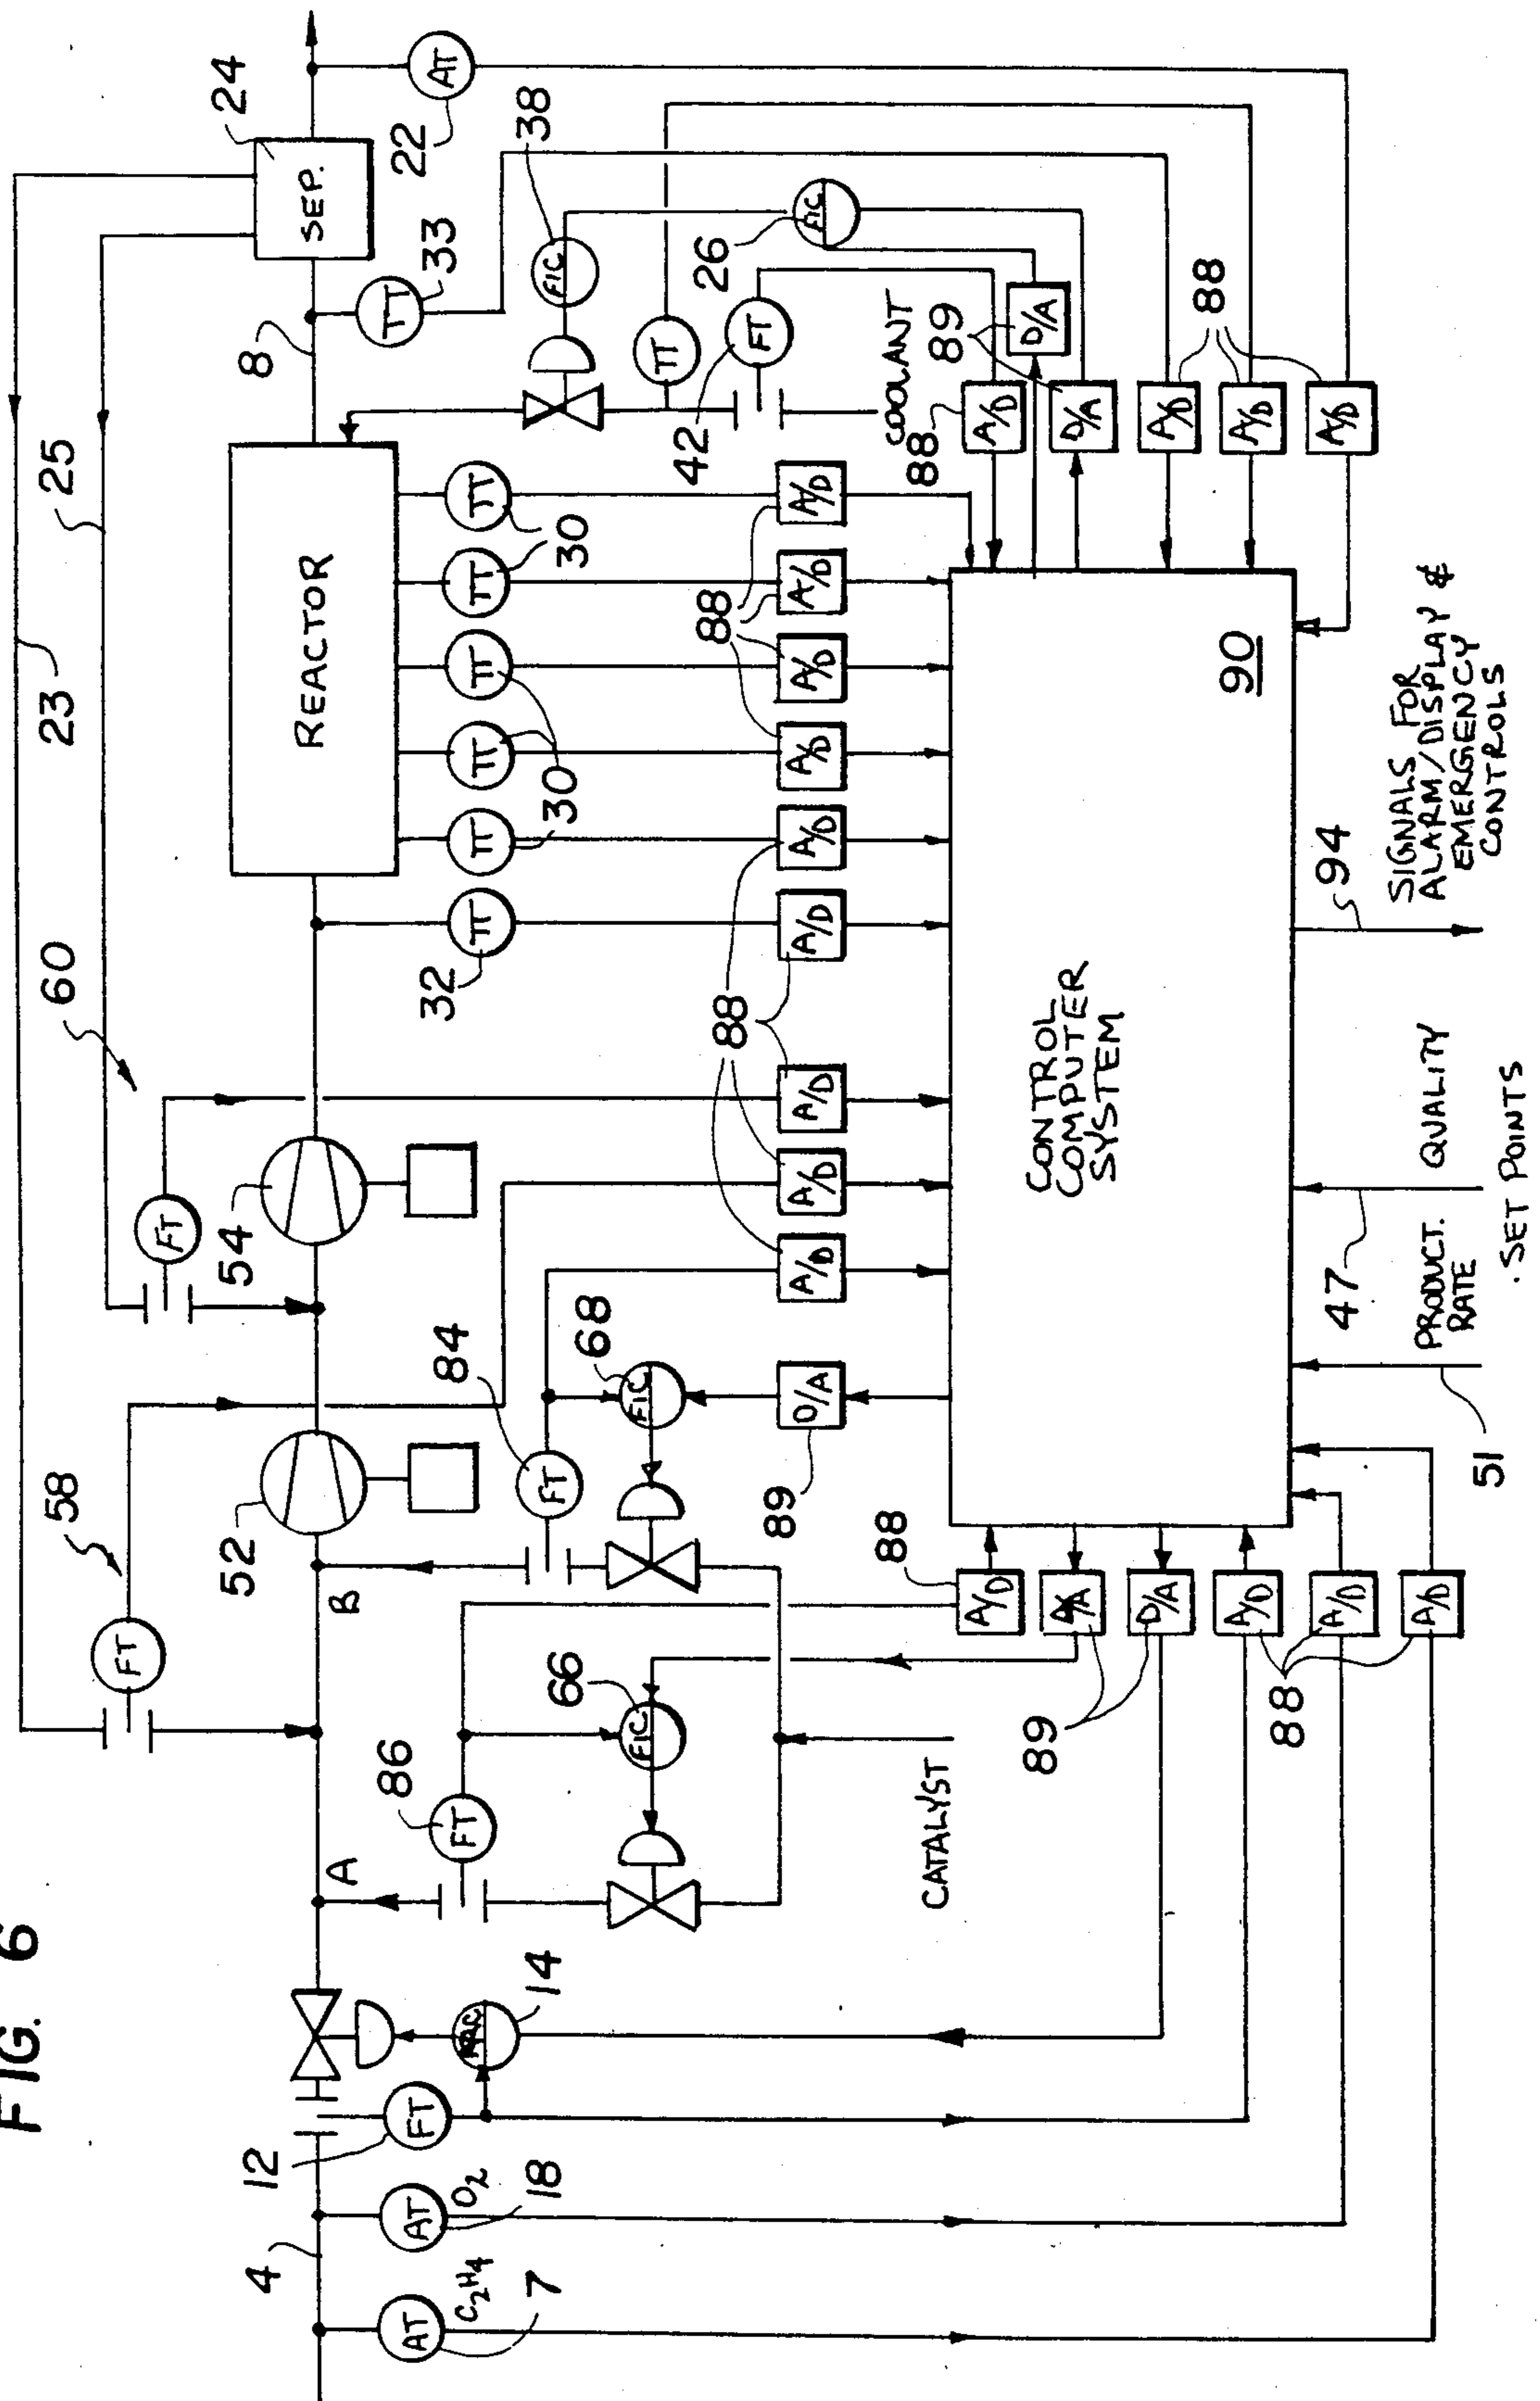 FIG. 6
23
25
60
58
8
24
SEP.
33
TT
22
AT
38
FIC
26
FIC
TT
42
FT
COOLANT
REACTOR
TT
TT
TT
TT
TT
30
30
32
TT
FT
54
FT
52
B
A
84
FT
68
FIC
86
FT
66
FIC
CATALYST
14
12
FT
4
AT
O2
18
AT
C2H4
7
A/D
A/D
A/D
A/D
A/D
A/D
A/D
A/D
A/D
88
88
D/A
89
88
A/D
D/A
89
D/A
A/D
A/D
A/D
88
A/D
88
D/A
D/A
89
A/D
A/D
A/D
88
CONTROL
COMPUTER
SYSTEM
90
51
PRODUCT.
RATE
47
QUALITY
. SET POINTS
94
SIGNALS FOR
ALARM/DISPLAY &
EMERGENCY
CONTROLS